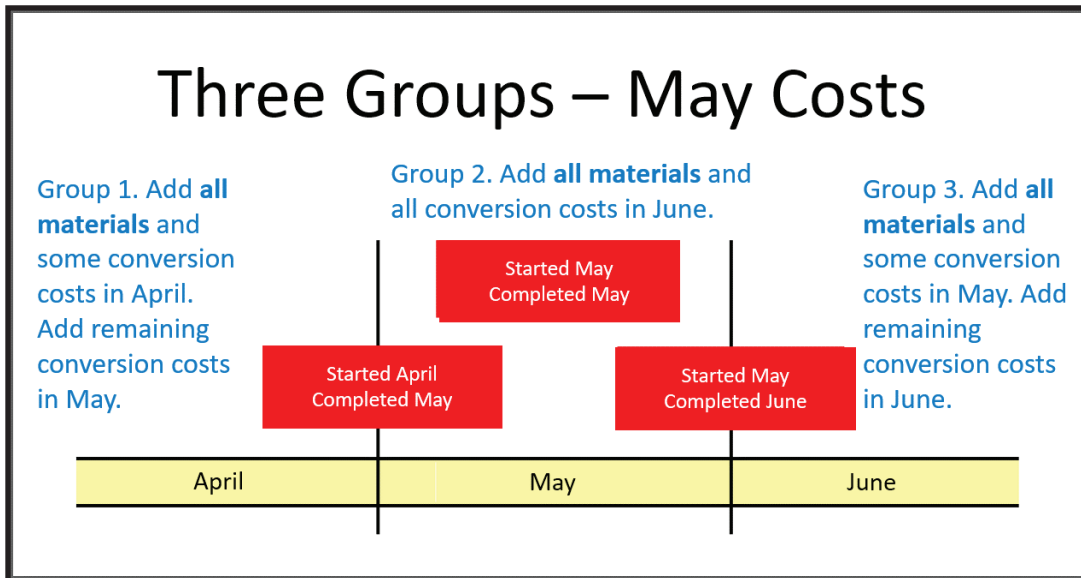 Three Groups – May Costs
Group 1. Add all
materials and
some conversion
costs in April.
Add remaining
conversion costs
in May.
Group 2. Add all materials and
all conversion costs in June.
Group 3. Add all
materials and
some conversion
costs in May. Add
remaining
conversion costs
in June.
Started May
Completed May
Started April
Completed May
Started May
Completed June
April
May
June